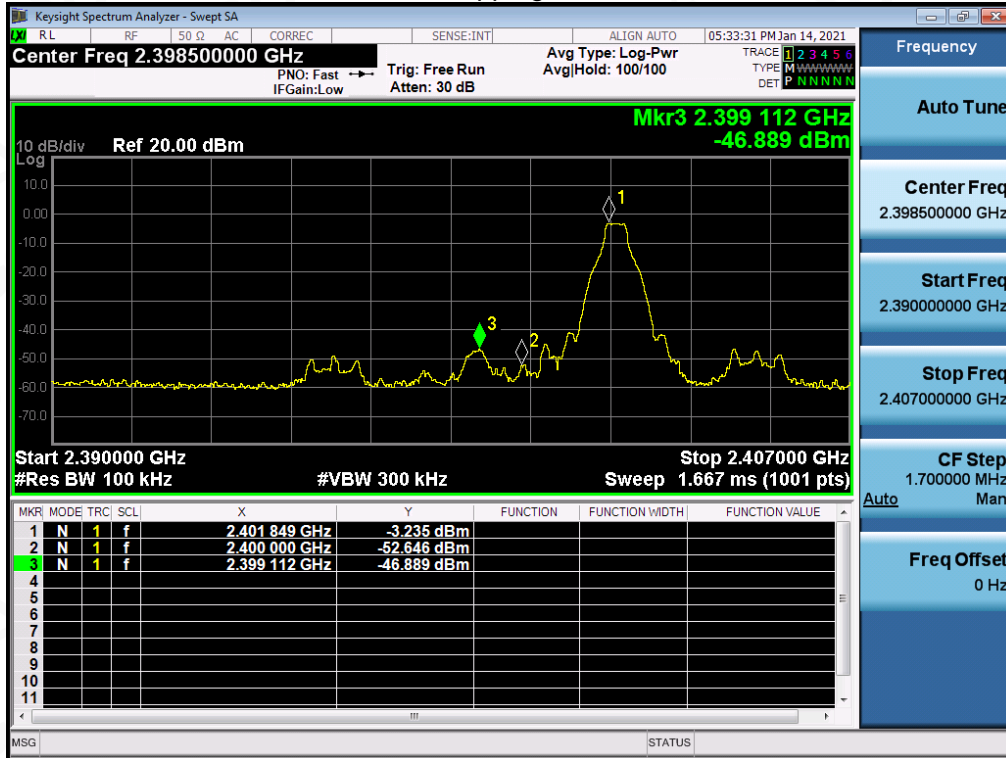 Keysight Spectrum Analyzer - Swept SA
LXI RL RF 50 Ω AC CORREC SENSE:INT ALIGN AUTO 05:33:31 PM Jan 14, 2021
Center Freq 2.398500000 GHz
PNO: Fast
IFGain:Low
Trig: Free Run
Atten: 30 dB
Avg Type: Log-Pwr
Avg|Hold: 100/100
TRACE 1 2 3 4 5 6
TYPE M WWWWW
DET P N N N N N
Mkr3 2.399 112 GHz
-46.889 dBm
10 dB/div Ref 20.00 dBm
Log
10.0
0.00
-10.0
-20.0
-30.0
-40.0
-50.0
-60.0
-70.0
1
2
3
Start 2.390000 GHz Stop 2.407000 GHz
#Res BW 100 kHz #VBW 300 kHz Sweep 1.667 ms (1001 pts)
MKR MODE TRC SCL X Y FUNCTION FUNCTION WIDTH FUNCTION VALUE
1 N 1 f 2.401 849 GHz -3.235 dBm
2 N 1 f 2.400 000 GHz -52.646 dBm
3 N 1 f 2.399 112 GHz -46.889 dBm
4
5
6
7
8
9
10
11
MSG STATUS
Frequency
Auto Tune
Center Freq
2.398500000 GHz
Start Freq
2.390000000 GHz
Stop Freq
2.407000000 GHz
CF Step
1.700000 MHz
Auto Man
Freq Offset
0 Hz